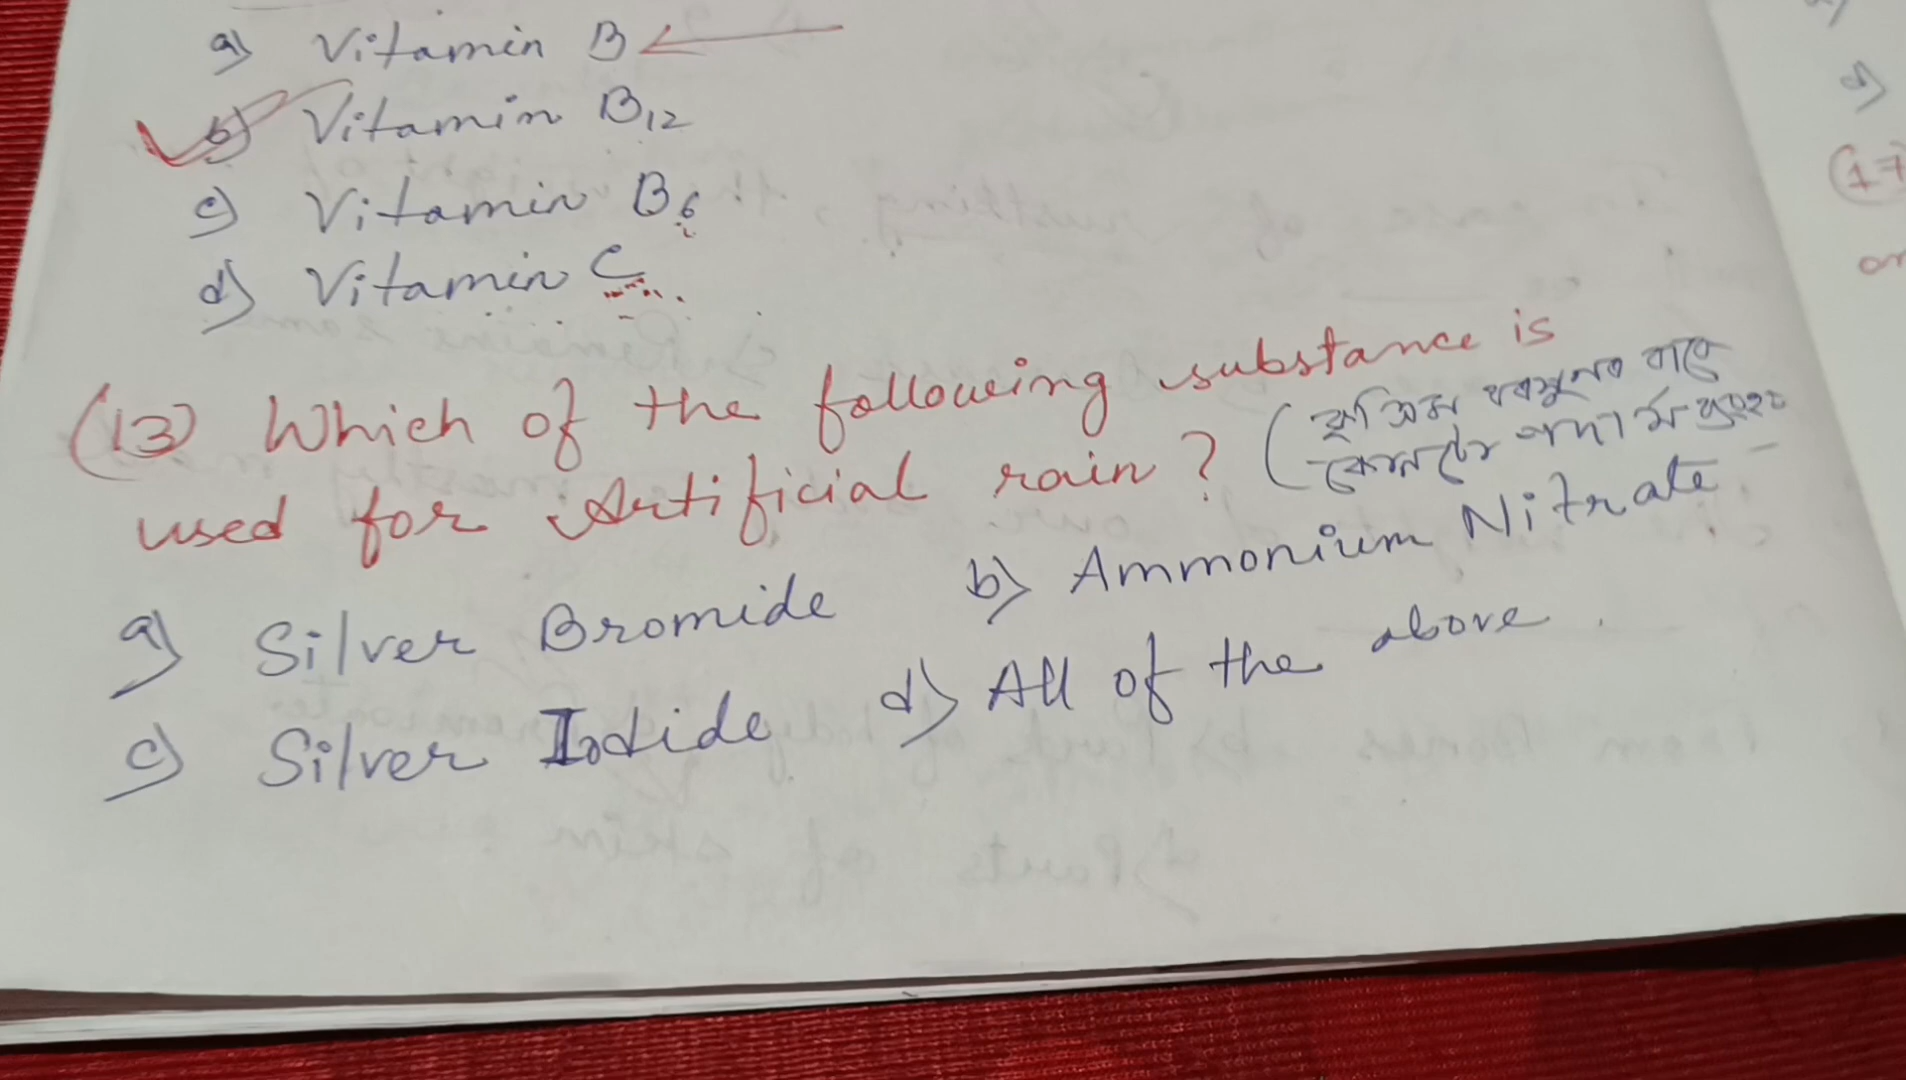 a) Vitamin B
b) Vitamin B12
c) Vitamin B6
d) Vitamin C
(13) Which of the following substance is
used for Artificial rain? (কৃত্রিম
a) Silver Bromide b) Ammonium Nitrate
c) Silver Iodide d) All of the above.
(17